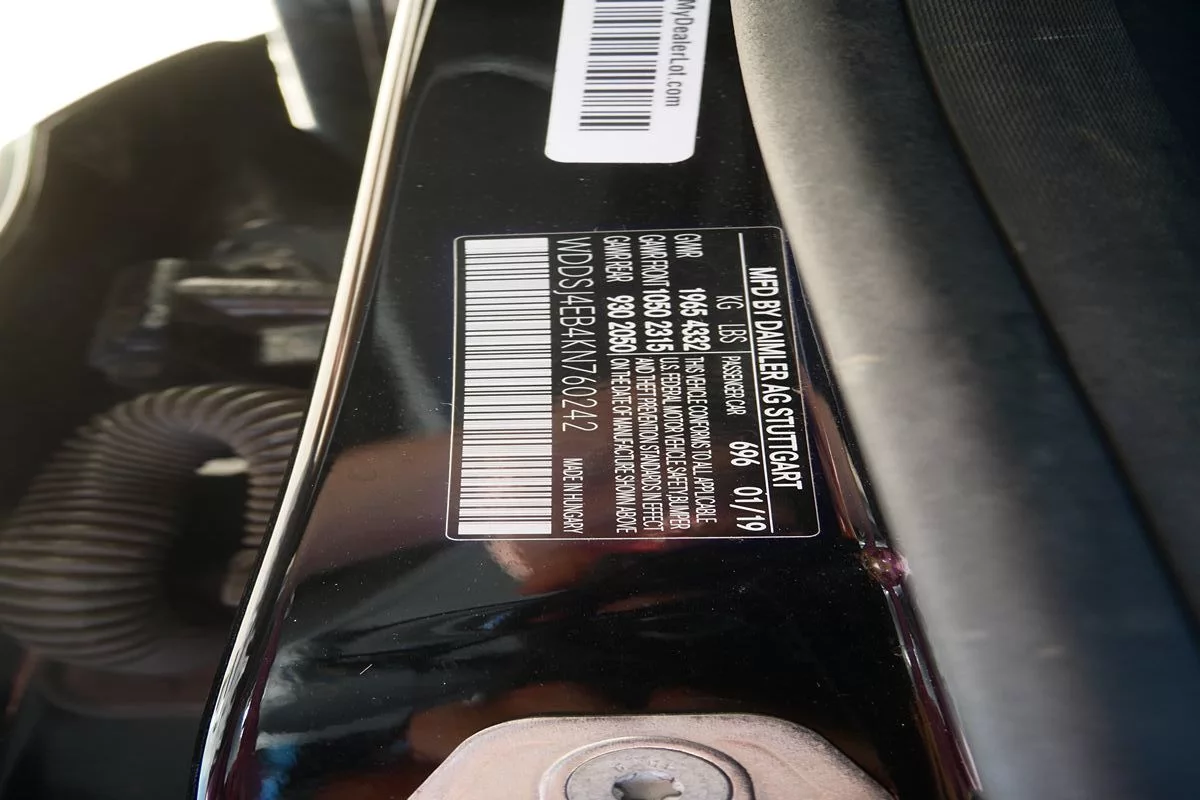 MyDealerLot.com
MFD BY DAIMLER AG STUTTGART
696 01/19
KG LBS PASSENGER CAR
GVWR 1965 4332 THIS VEHICLE CONFORMS TO ALL APPLICABLE
GAWR FRONT 1050 2315 U.S. FEDERAL MOTOR VEHICLE SAFETY, BUMPER
GAWR REAR 930 2050 AND THEFT PREVENTION STANDARDS IN EFFECT
ON THE DATE OF MANUFACTURE SHOWN ABOVE
WDDSJ4EB4KN760242 MADE IN HUNGARY